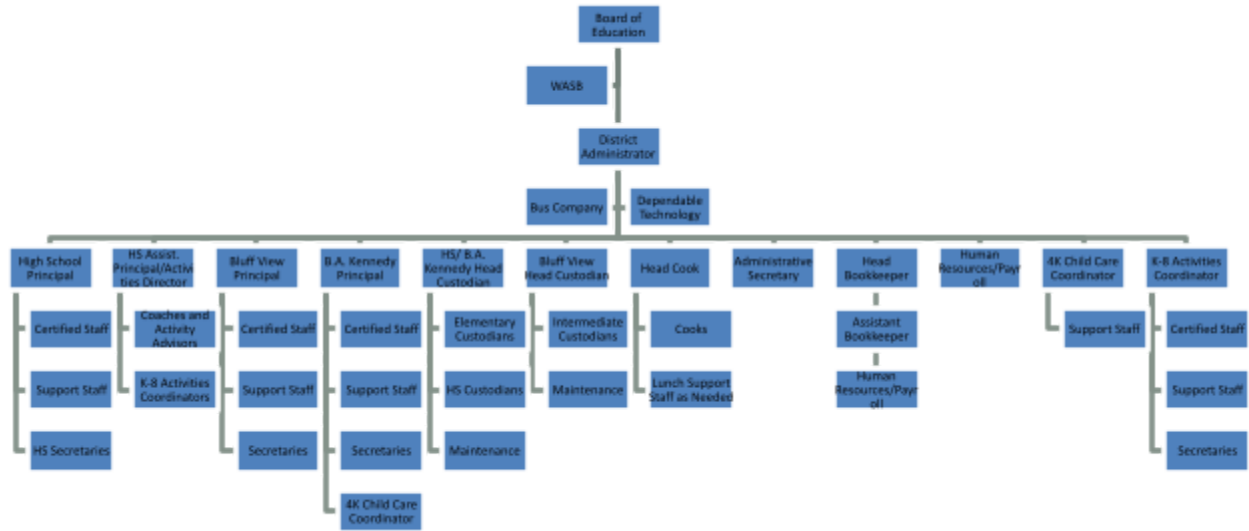 Board of
Education
WASB
District
Administrator
Bus Company
Dependable
Technology
High School
Principal
HS Assist.
Principal/Activi
ties Director
Bluff View
Principal
B.A. Kennedy
Principal
HS/ B.A.
Kennedy Head
Custodian
Bluff View
Head Custodian
Head Cook
Administrative
Secretary
Head
Bookkeeper
Human
Resources/Payr
oll
4K Child Care
Coordinator
K-8 Activities
Coordinator
Certified Staff
Coaches and
Activity
Advisors
Certified Staff
Certified Staff
Elementary
Custodians
Intermediate
Custodians
Cooks
Assistant
Bookkeeper
Support Staff
Certified Staff
Support Staff
K-8 Activities
Coordinators
Support Staff
Support Staff
HS Custodians
Maintenance
Lunch Support
Staff as Needed
Human
Resources/Payr
oll
Support Staff
HS Secretaries
Secretaries
Secretaries
Maintenance
Secretaries
4K Child Care
Coordinator